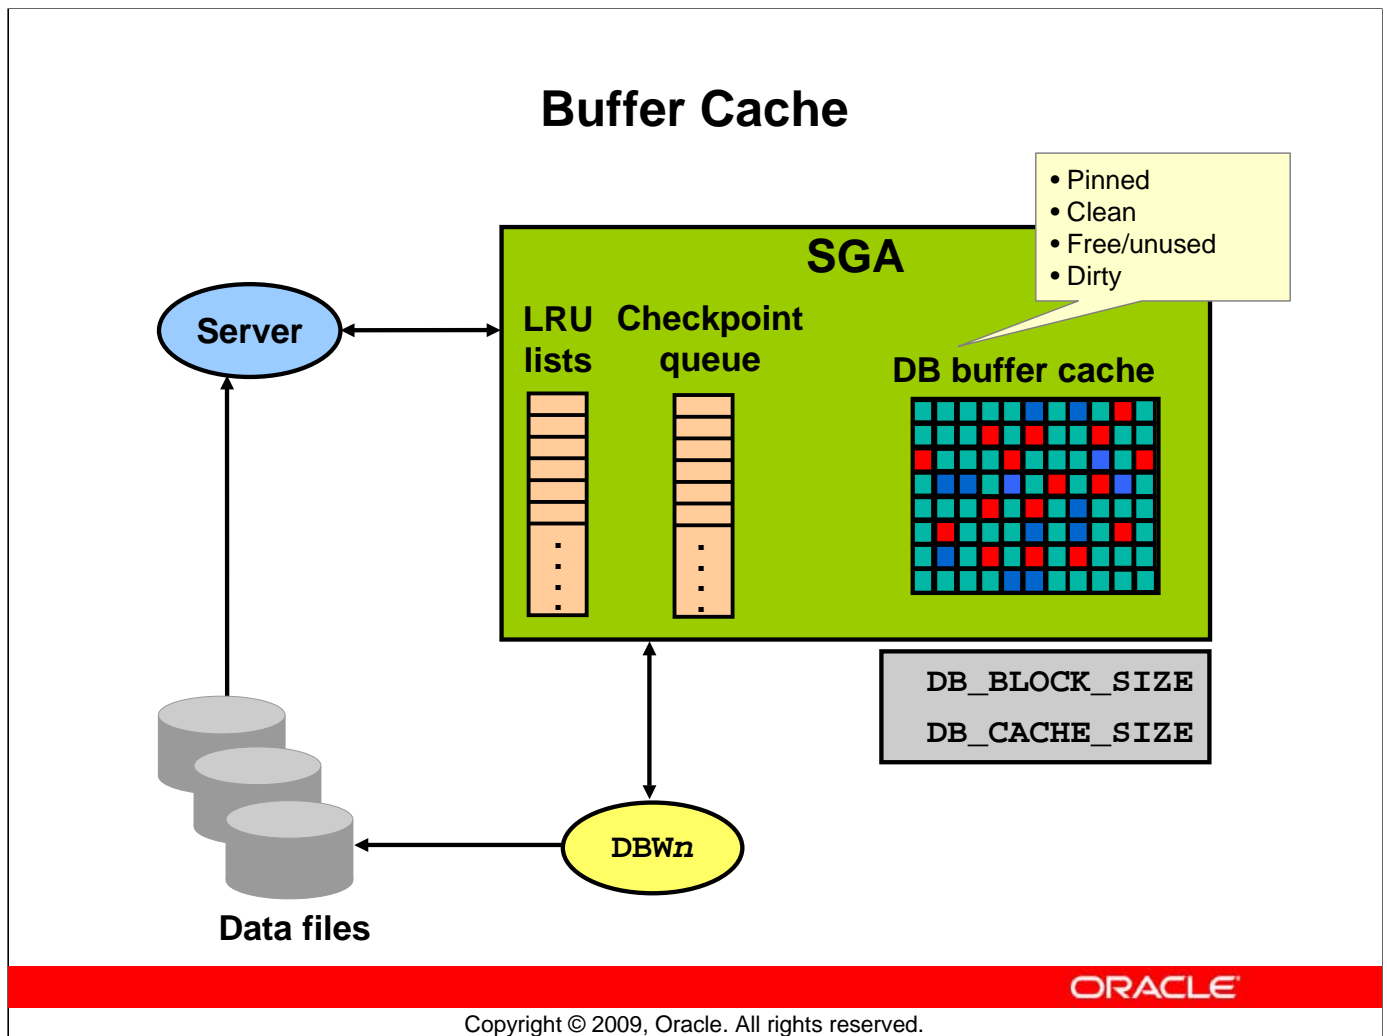 Buffer Cache
• Pinned
• Clean
• Free/unused
• Dirty
SGA
Server
LRU
lists
Checkpoint
queue
DB buffer cache
DB_BLOCK_SIZE
DB_CACHE_SIZE
DBWn
Data files
ORACLE
Copyright © 2009, Oracle. All rights reserved.